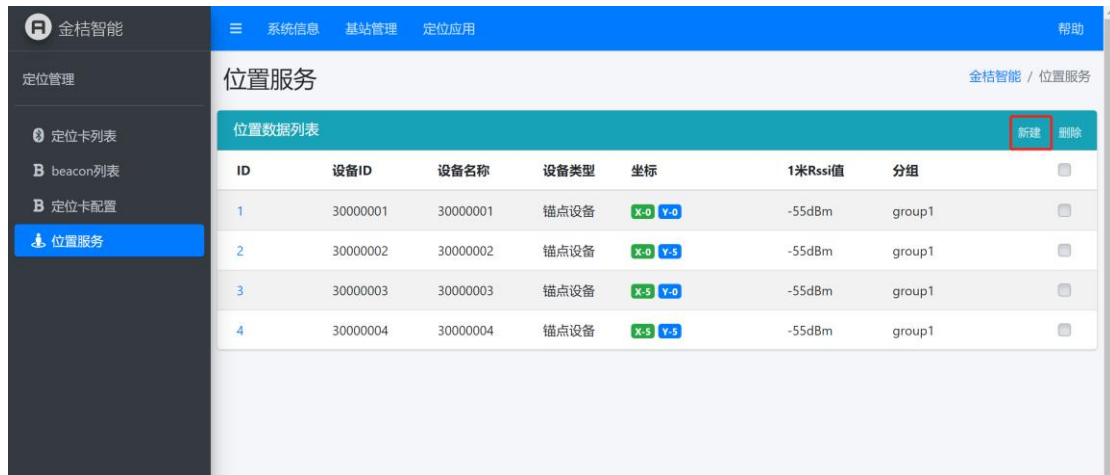 金桔智能
系统信息 基站管理 定位应用 帮助
定位管理
位置服务
金桔智能 / 位置服务
定位卡列表
beacon列表
定位卡配置
位置服务
位置数据列表 新建 删除
ID 设备ID 设备名称 设备类型 坐标 1米Rssi值 分组
1 30000001 30000001 锚点设备 X-0 Y-0 -55dBm group1
2 30000002 30000002 锚点设备 X-0 Y-5 -55dBm group1
3 30000003 30000003 锚点设备 X-5 Y-0 -55dBm group1
4 30000004 30000004 锚点设备 X-5 Y-5 -55dBm group1